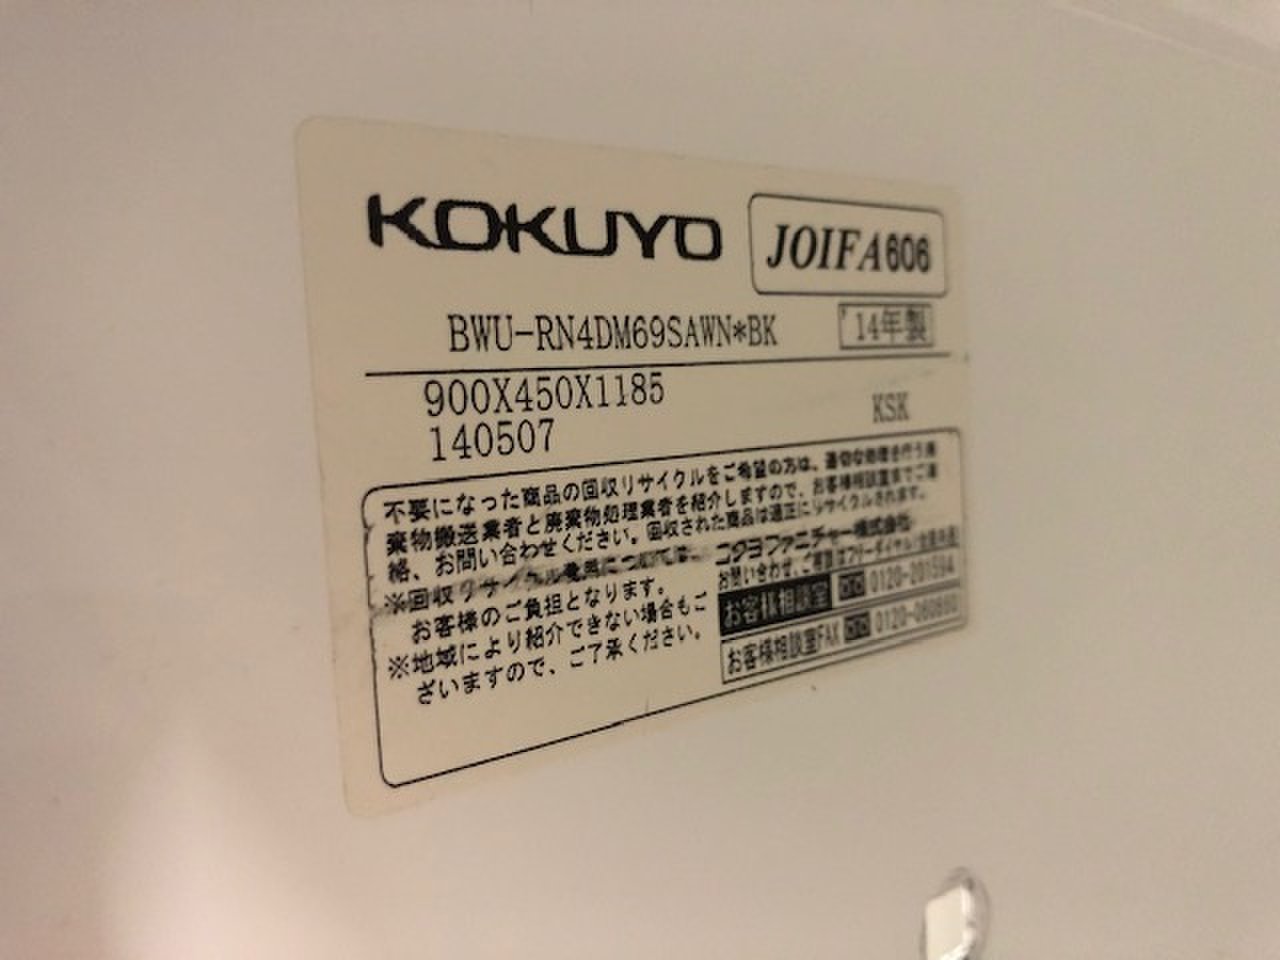 KOKUYO
JOIFA606
BWU-RN4DM69SAWN*BK
'14年製
900X450X1185
KSK
140507
不要になった商品の回収リサイクルをご希望の方は、適切な処理を行う廃
棄物搬送業者と廃棄物処理業者を紹介しますので、お客様相談室までご連
絡、お問い合わせください。回収された商品は適正にリサイクルされます。
※回収リサイクル費用については、
お客様のご負担となります。
※地域により紹介できない場合もご
ざいますので、ご了承ください。
コクヨファニチャー株式会社
お問い合わせ、ご相談はフリーダイヤル
お客様相談室 0120-201594
お客様相談室FAX